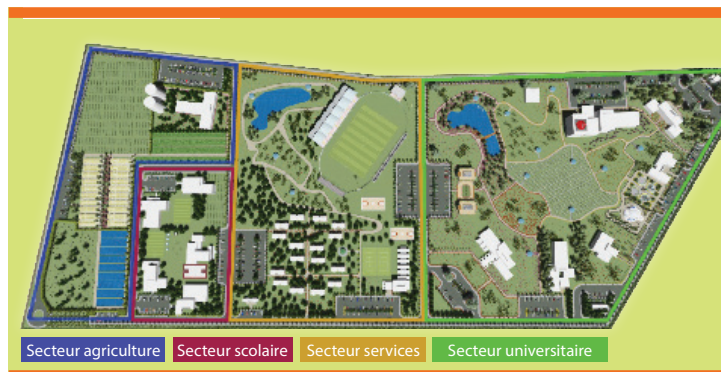 Secteur agriculture
Secteur scolaire
Secteur services
Secteur universitaire